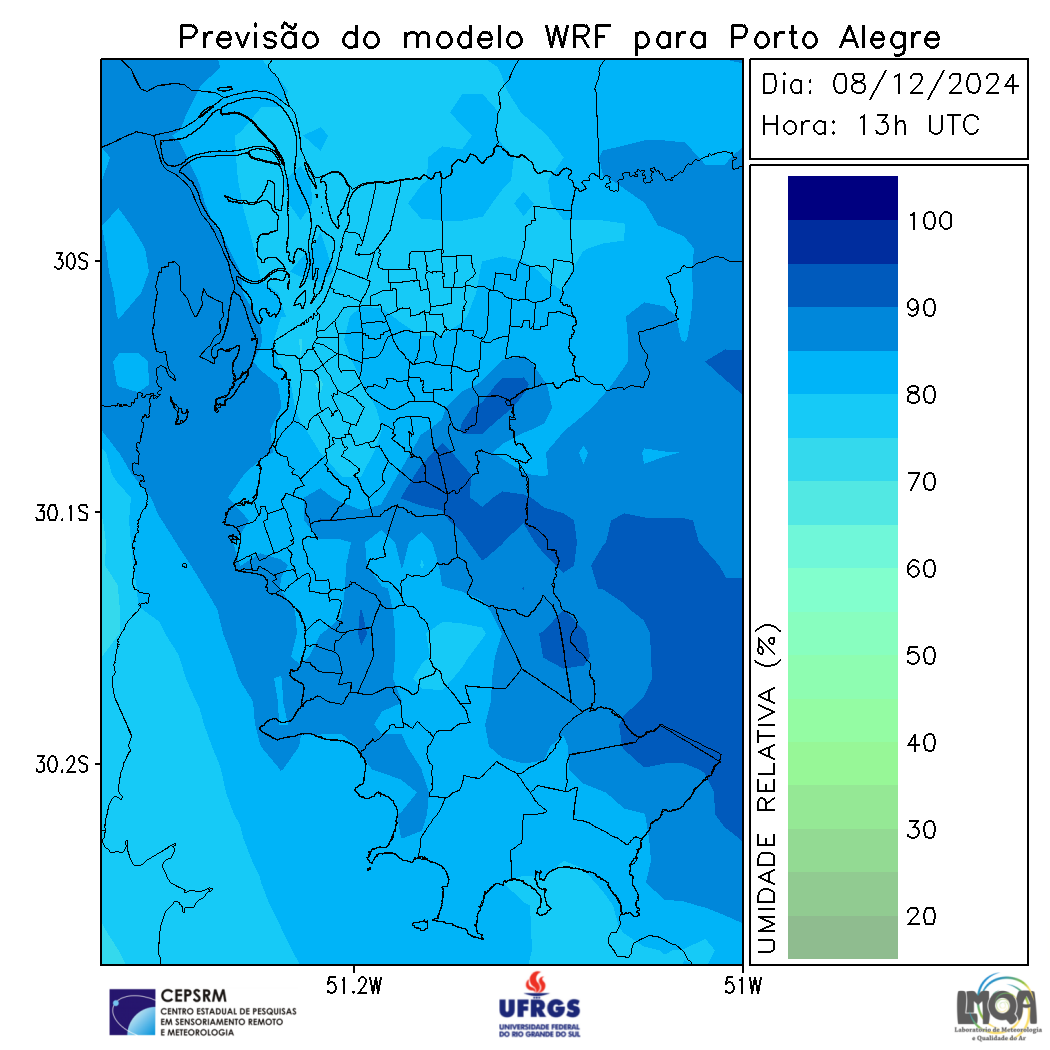 Previsão do modelo WRF para Porto Alegre
Dia: 08/12/2024
Hora: 13h UTC
30S
30.1S
30.2S
51.2W
51W
UMIDADE RELATIVA (%)
100
90
80
70
60
50
40
30
20
CEPSRM
CENTRO ESTADUAL DE PESQUISAS
EM SENSORIAMENTO REMOTO
E METEOROLOGIA
UFRGS
UNIVERSIDADE FEDERAL
DO RIO GRANDE DO SUL
LMQA
Laboratório de Meteorologia
e Qualidade do Ar